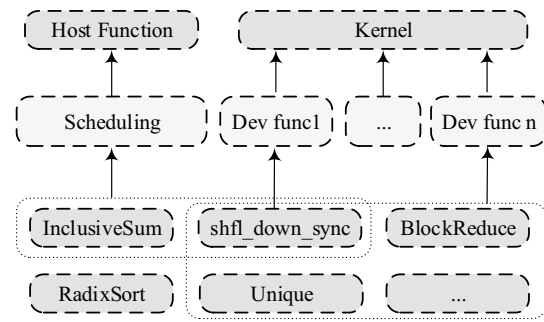 Host Function
Kernel
Scheduling
Dev func1
...
Dev func n
InclusiveSum
shfl_down_sync
BlockReduce
RadixSort
Unique
...